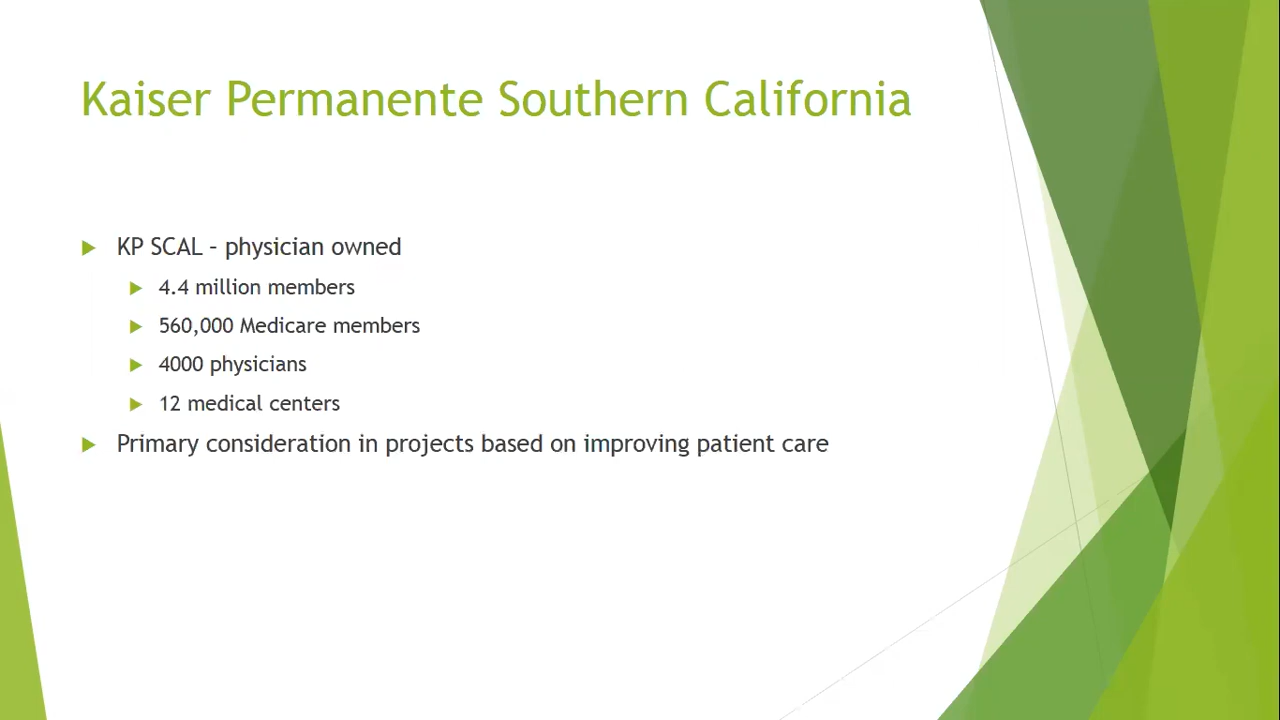 Kaiser Permanente Southern California
KP SCAL – physician owned
4.4 million members
560,000 Medicare members
4000 physicians
12 medical centers
Primary consideration in projects based on improving patient care